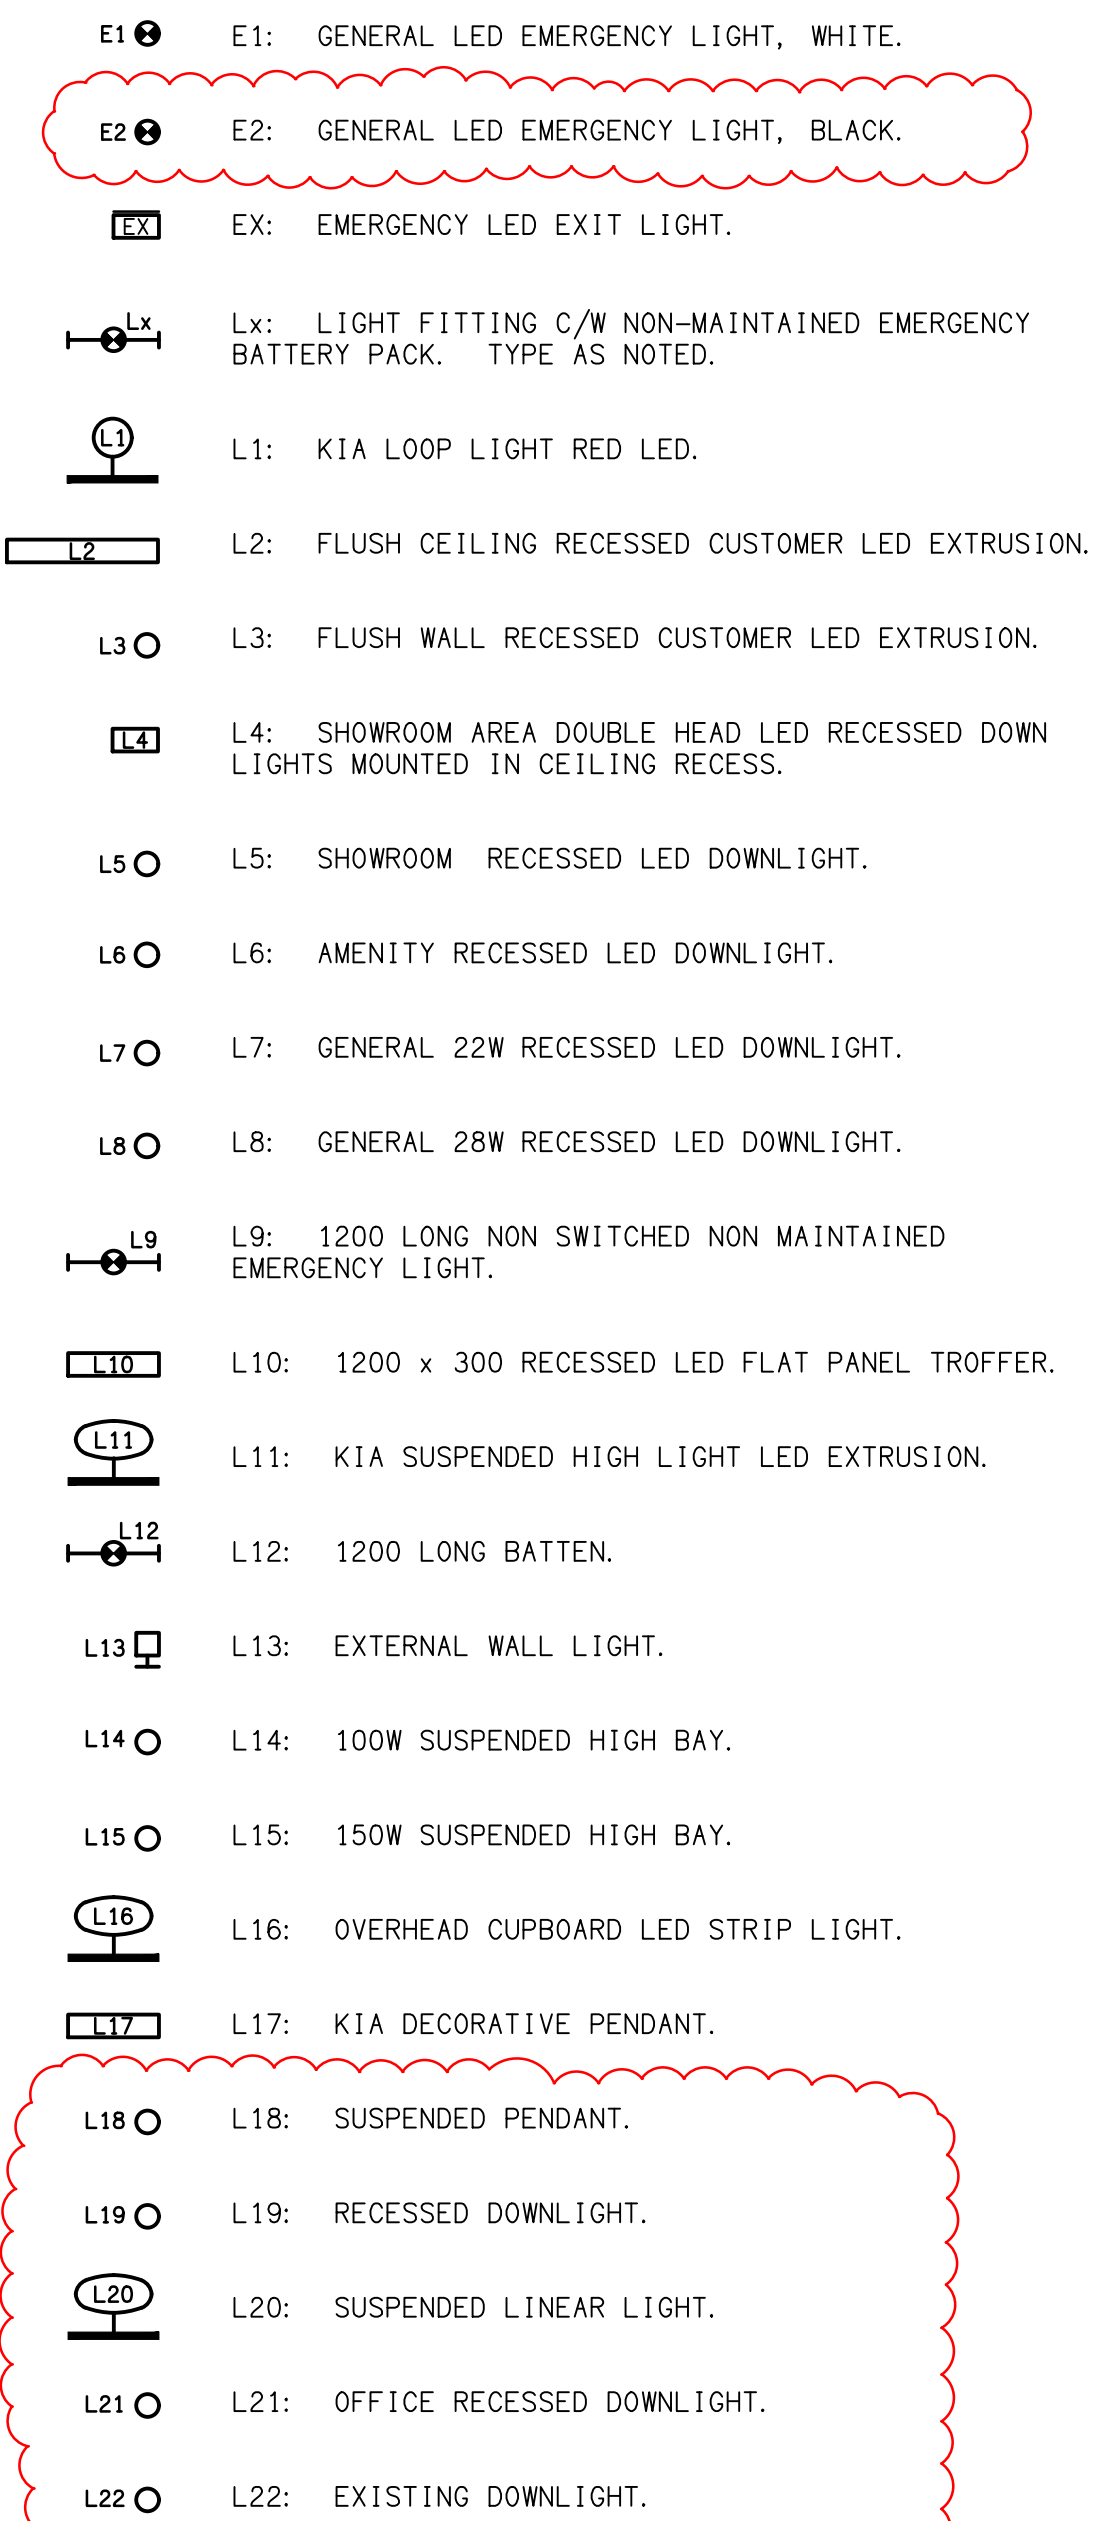 E1 E1: GENERAL LED EMERGENCY LIGHT, WHITE.
E2 E2: GENERAL LED EMERGENCY LIGHT, BLACK.
EX EX: EMERGENCY LED EXIT LIGHT.
Lx Lx: LIGHT FITTING C/W NON-MAINTAINED EMERGENCY
BATTERY PACK. TYPE AS NOTED.
L1 L1: KIA LOOP LIGHT RED LED.
L2 L2: FLUSH CEILING RECESSED CUSTOMER LED EXTRUSION.
L3 L3: FLUSH WALL RECESSED CUSTOMER LED EXTRUSION.
L4 L4: SHOWROOM AREA DOUBLE HEAD LED RECESSED DOWN
LIGHTS MOUNTED IN CEILING RECESS.
L5 L5: SHOWROOM RECESSED LED DOWNLIGHT.
L6 L6: AMENITY RECESSED LED DOWNLIGHT.
L7 L7: GENERAL 22W RECESSED LED DOWNLIGHT.
L8 L8: GENERAL 28W RECESSED LED DOWNLIGHT.
L9 L9: 1200 LONG NON SWITCHED NON MAINTAINED
EMERGENCY LIGHT.
L10 L10: 1200 x 300 RECESSED LED FLAT PANEL TROFFER.
L11 L11: KIA SUSPENDED HIGH LIGHT LED EXTRUSION.
L12 L12: 1200 LONG BATTEN.
L13 L13: EXTERNAL WALL LIGHT.
L14 L14: 100W SUSPENDED HIGH BAY.
L15 L15: 150W SUSPENDED HIGH BAY.
L16 L16: OVERHEAD CUPBOARD LED STRIP LIGHT.
L17 L17: KIA DECORATIVE PENDANT.
L18 L18: SUSPENDED PENDANT.
L19 L19: RECESSED DOWNLIGHT.
L20 L20: SUSPENDED LINEAR LIGHT.
L21 L21: OFFICE RECESSED DOWNLIGHT.
L22 L22: EXISTING DOWNLIGHT.